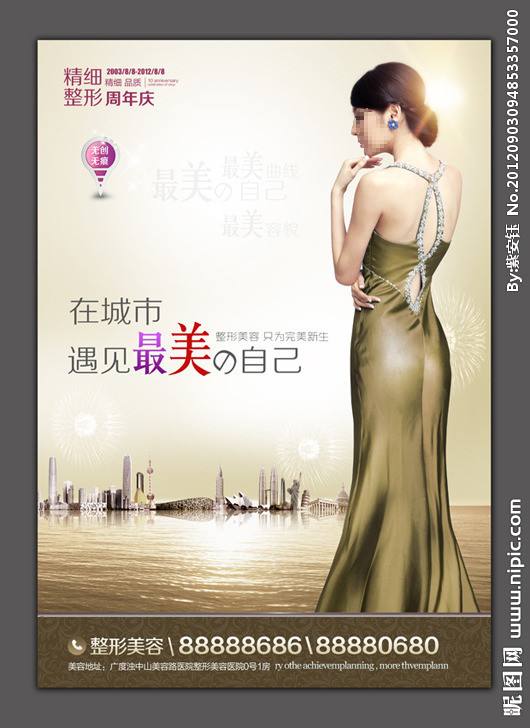 精细整形
2003/8/8-2012/8/8
精细 品质
10 anniversary
周年庆
无创
无痕
最美の自己
最美曲线
最美容貌
在城市
遇见最美の自己
整形美容 只为完美新生
整形美容\88888686\88880680
美容地址：广度浊中山美容路医院整形美容医院0号1房 ry othe achievemplanning , more thvemplann
By:紫安钰 No.20120903094853357000
昵图网 www.nipic.com